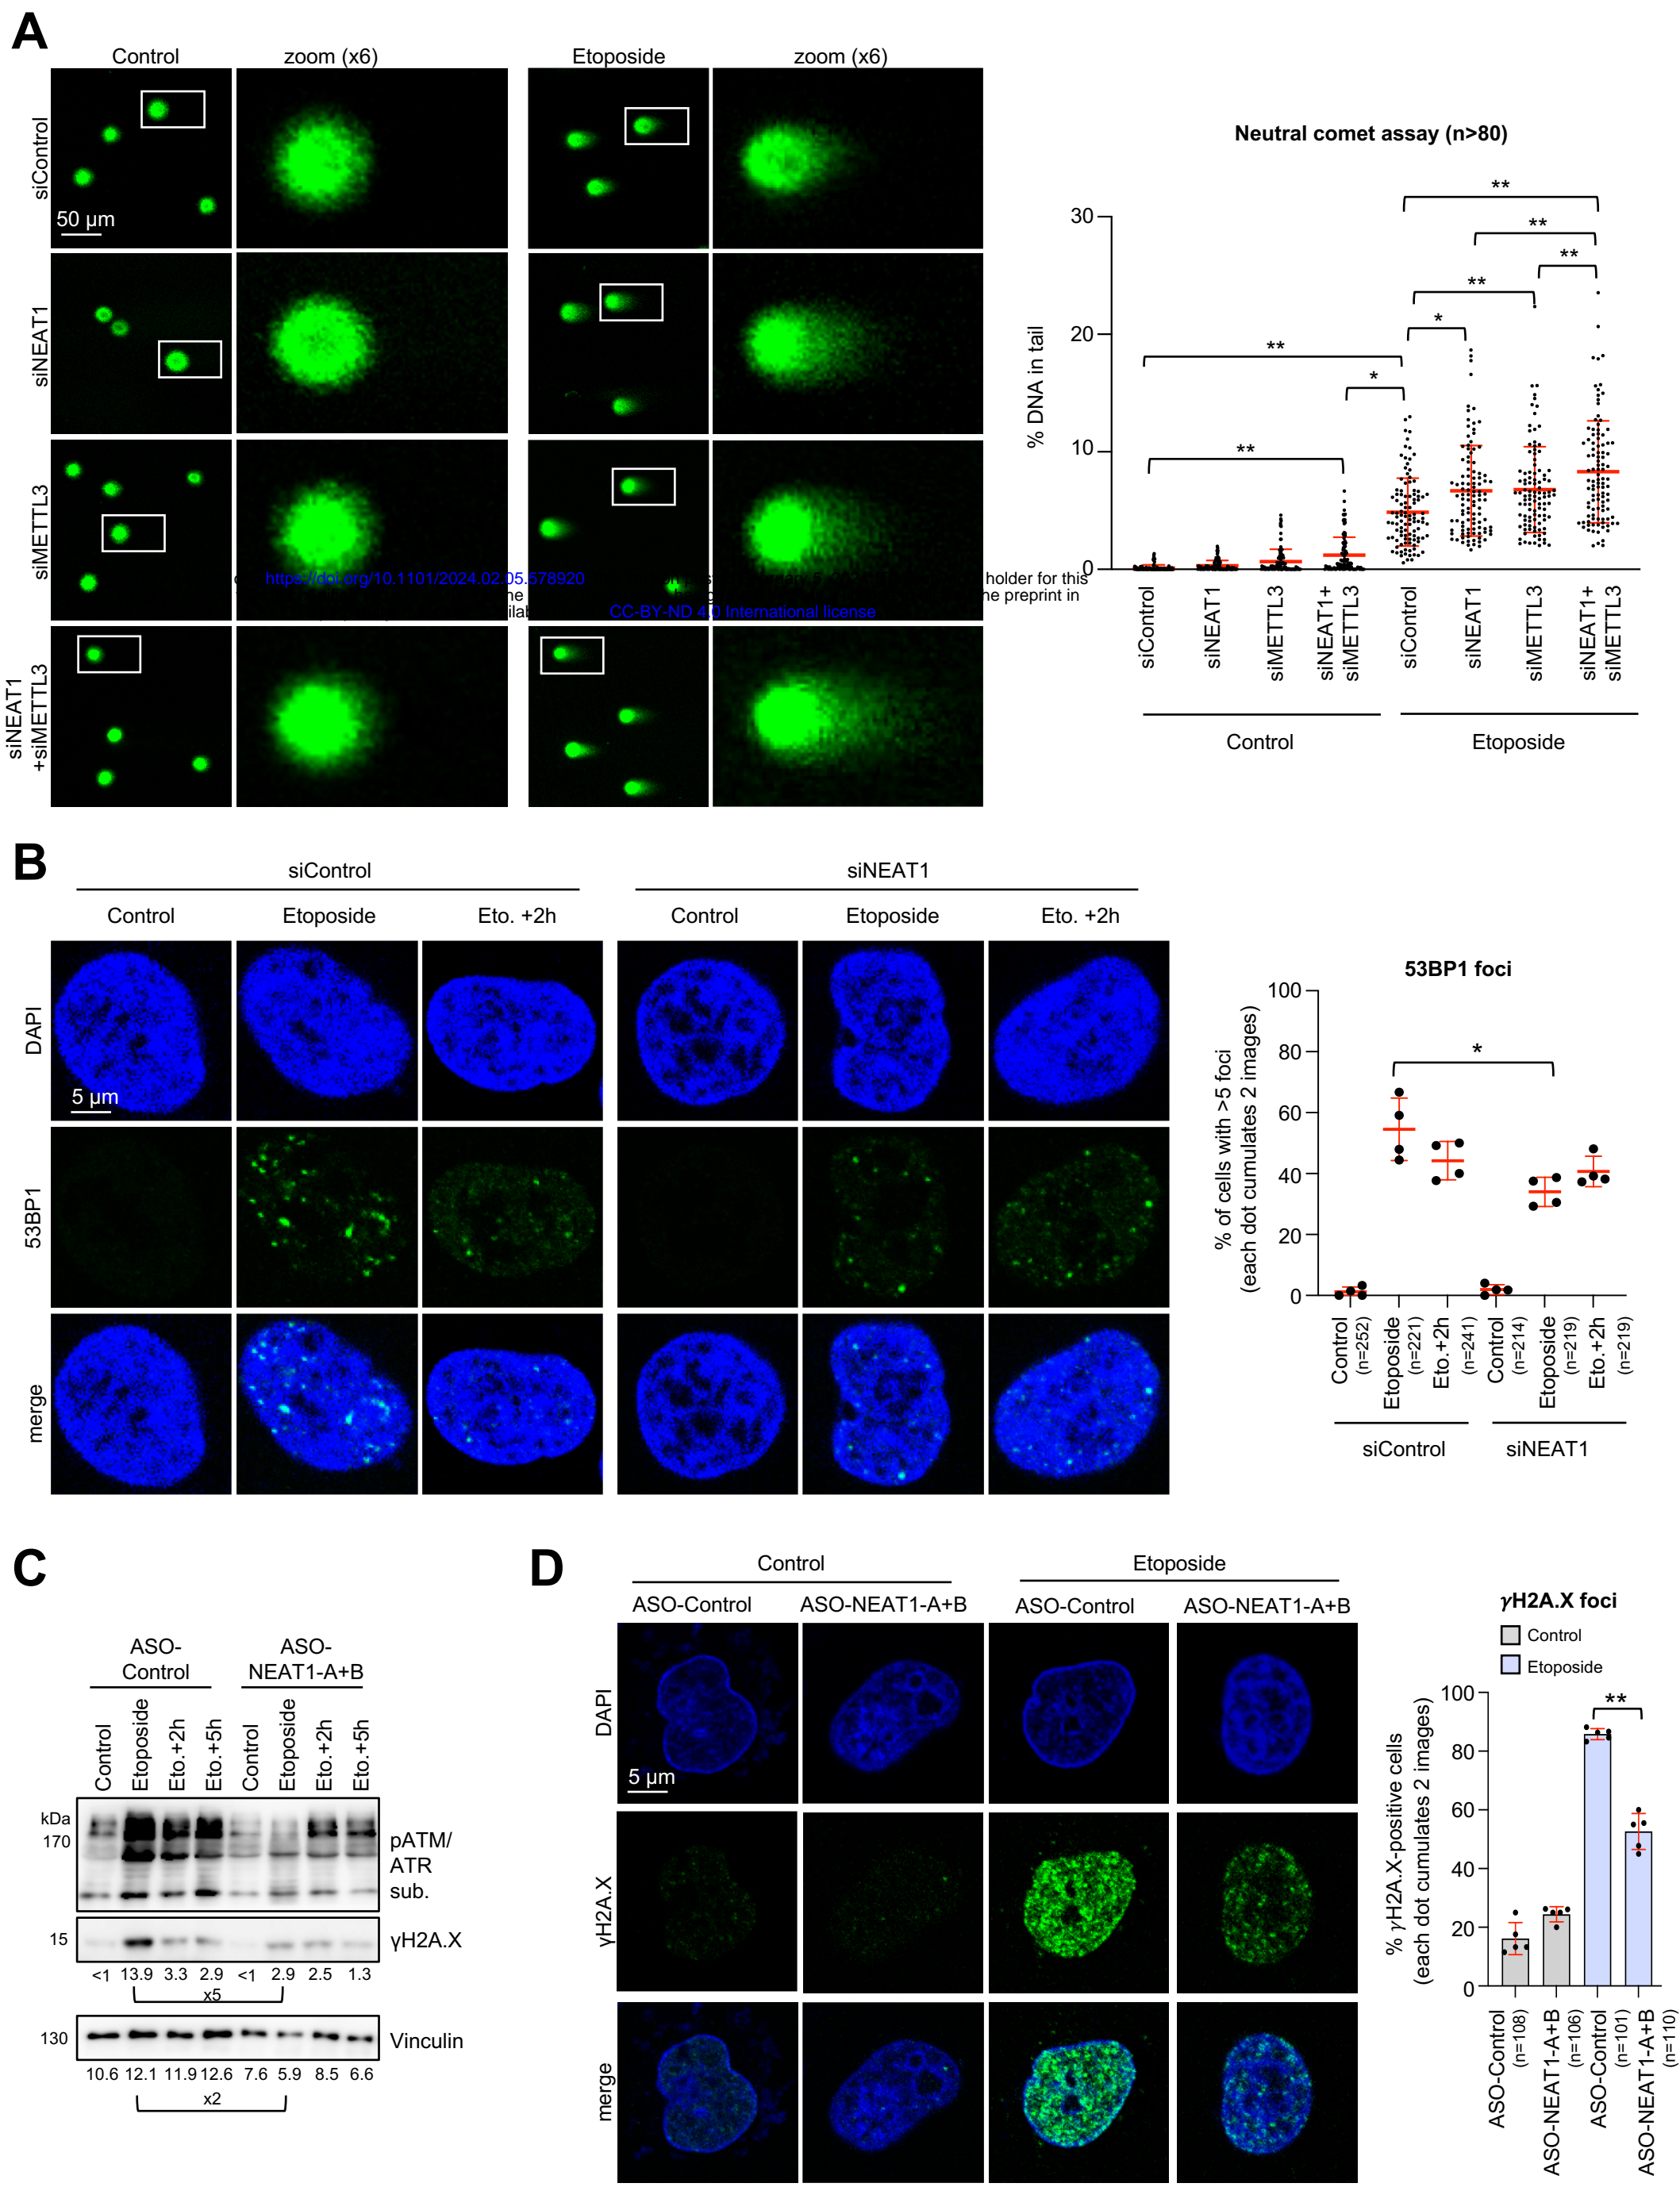 A
Control
zoom (x6)
Etoposide
zoom (x6)
siControl
50 µm
siNEAT1
siMETTL3
siNEAT1
+siMETTL3
https://doi.org/10.1101/2024.02.05.578920
holder for this
ne preprint in
CC-BY-ND 4.0 International license
Neutral comet assay (n>80)
% DNA in tail
30
20
10
0
**
**
**
**
*
**
*
**
siControl
siNEAT1
siMETTL3
siNEAT1+
siMETTL3
siControl
siNEAT1
siMETTL3
siNEAT1+
siMETTL3
Control
Etoposide
B
siControl
siNEAT1
Control
Etoposide
Eto. +2h
Control
Etoposide
Eto. +2h
DAPI
5 µm
53BP1
merge
53BP1 foci
% of cells with >5 foci
(each dot cumulates 2 images)
100
80
60
40
20
0
*
Control
(n=252)
Etoposide
(n=221)
Eto.+2h
(n=241)
Control
(n=214)
Etoposide
(n=219)
Eto.+2h
(n=219)
siControl
siNEAT1
C
ASO-
Control
ASO-
NEAT1-A+B
Control
Etoposide
Eto.+2h
Eto.+5h
Control
Etoposide
Eto.+2h
Eto.+5h
kDa
170
pATM/
ATR
sub.
15
γH2A.X
<1 13.9 3.3 2.9 <1 2.9 2.5 1.3
x5
130
Vinculin
10.6 12.1 11.9 12.6 7.6 5.9 8.5 6.6
x2
D
Control
Etoposide
ASO-Control
ASO-NEAT1-A+B
ASO-Control
ASO-NEAT1-A+B
DAPI
5 µm
γH2A.X
merge
γH2A.X foci
Control
Etoposide
% γH2A.X-positive cells
(each dot cumulates 2 images)
100
80
60
40
20
0
**
ASO-Control
(n=108)
ASO-NEAT1-A+B
(n=106)
ASO-Control
(n=101)
ASO-NEAT1-A+B
(n=110)